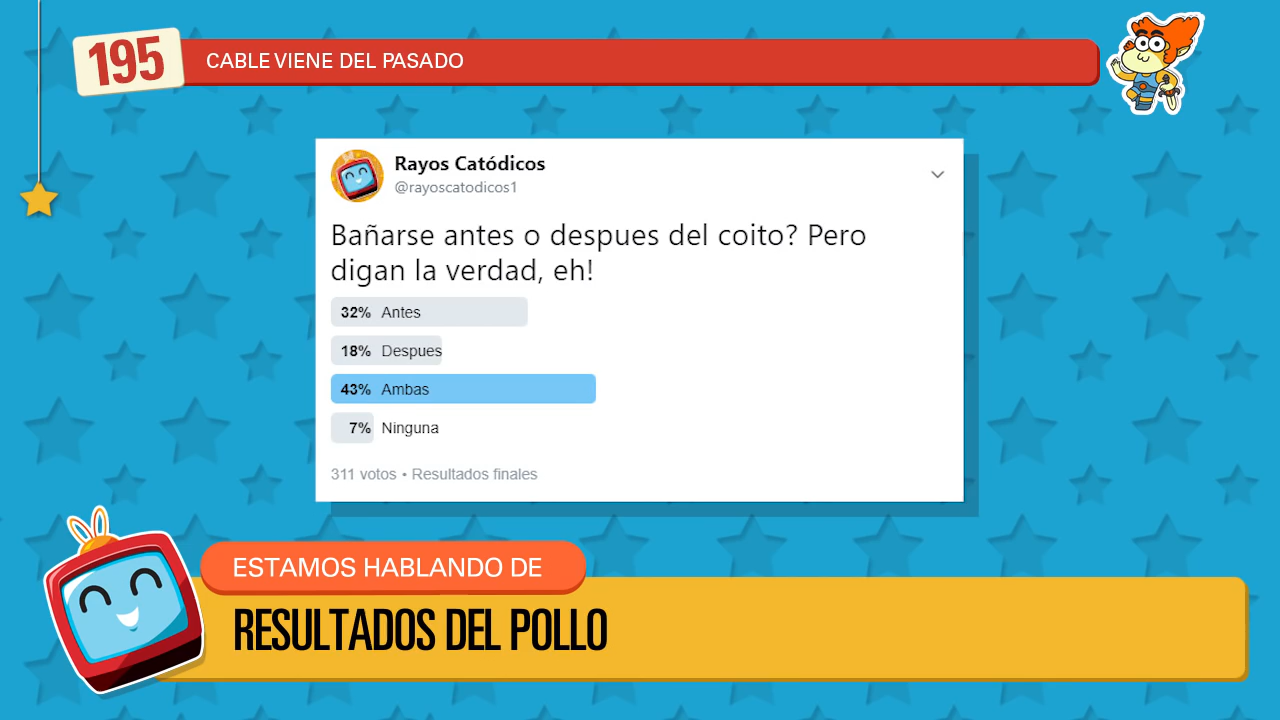 195
CABLE VIENE DEL PASADO
Rayos Catódicos
@rayoscatodicos1
Bañarse antes o despues del coito? Pero
digan la verdad, eh!
32% Antes
18% Despues
43% Ambas
7% Ninguna
311 votos • Resultados finales
ESTAMOS HABLANDO DE
RESULTADOS DEL POLLO